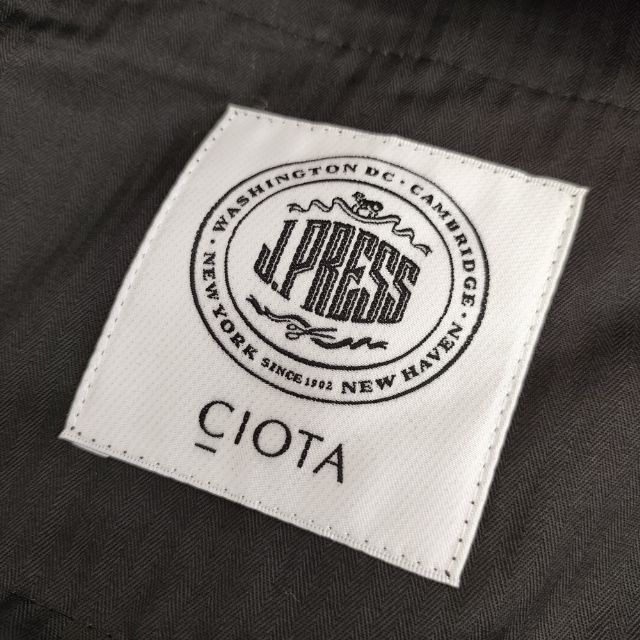 WASHINGTON DC · CAMBRIDGE · NEW HAVEN
SINCE 1902
NEW YORK ·
J.PRESS
CIOTA